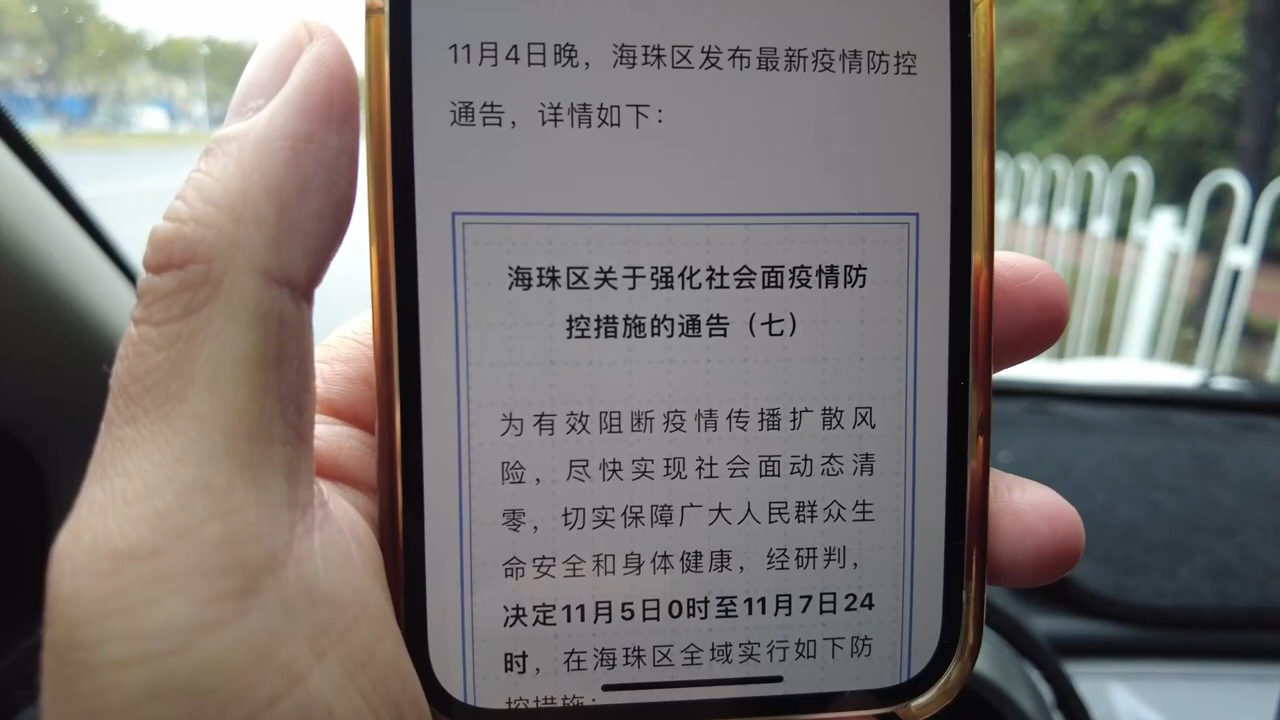 11月4日晚，海珠区发布最新疫情防控
通告，详情如下：
海珠区关于强化社会面疫情防
控措施的通告（七）
为有效阻断疫情传播扩散风
险，尽快实现社会面动态清
零，切实保障广大人民群众生
命安全和身体健康，经研判，
决定11月5日0时至11月7日24
时，在海珠区全域实行如下防
控措施：